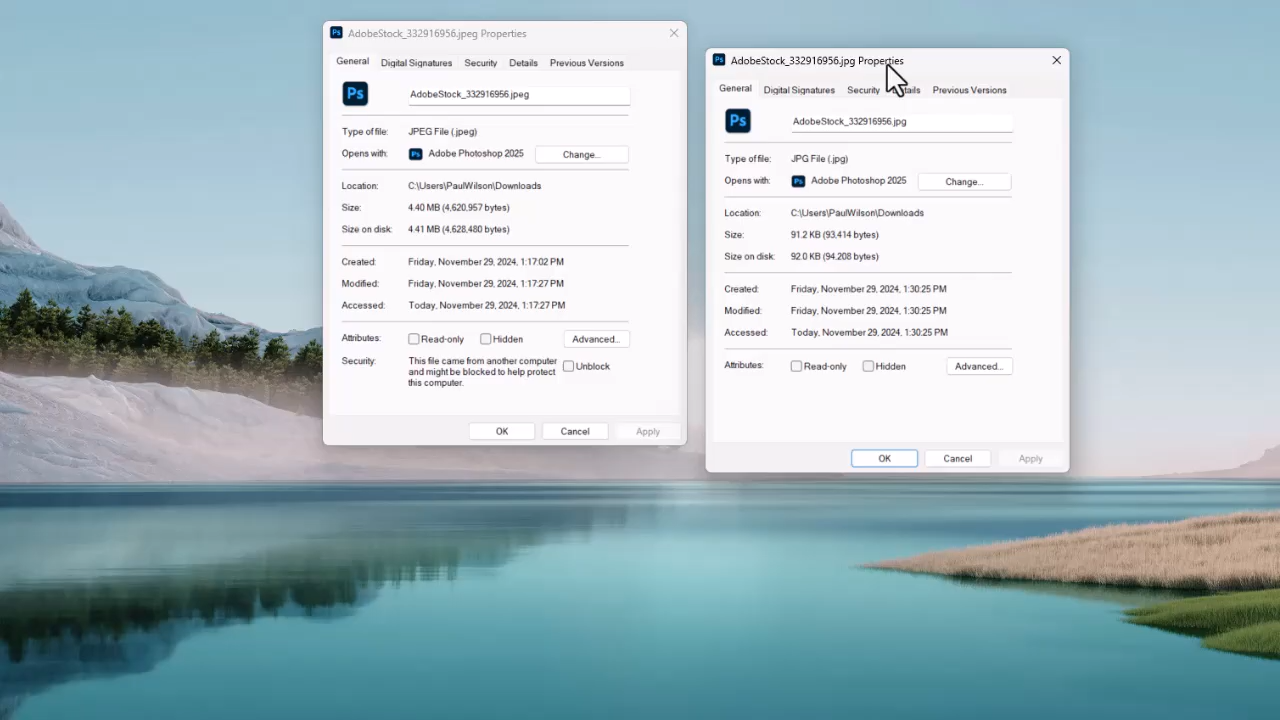 AdobeStock_332916956.jpeg Properties
General Digital Signatures Security Details Previous Versions
Ps AdobeStock_332916956.jpeg
Type of file: JPEG File (.jpeg)
Opens with: Ps Adobe Photoshop 2025 Change...
Location: C:\Users\PaulWilson\Downloads
Size: 4.40 MB (4,620,957 bytes)
Size on disk: 4.41 MB (4,628,480 bytes)
Created: Friday, November 29, 2024, 1:17:02 PM
Modified: Friday, November 29, 2024, 1:17:27 PM
Accessed: Today, November 29, 2024, 1:17:27 PM
Attributes: Read-only Hidden Advanced...
Security: This file came from another computer
and might be blocked to help protect
this computer.
Unblock
OK Cancel Apply
Ps AdobeStock_332916956.jpg Properties
General Digital Signatures Security Previous Versions
Ps AdobeStock_332916956.jpg
Type of file: JPG File (.jpg)
Opens with: Ps Adobe Photoshop 2025 Change...
Location: C:\Users\PaulWilson\Downloads
Size: 91.2 KB (93,414 bytes)
Size on disk: 92.0 KB (94,208 bytes)
Created: Friday, November 29, 2024, 1:30:25 PM
Modified: Friday, November 29, 2024, 1:30:25 PM
Accessed: Today, November 29, 2024, 1:30:25 PM
Attributes: Read-only Hidden Advanced...
OK Cancel Apply